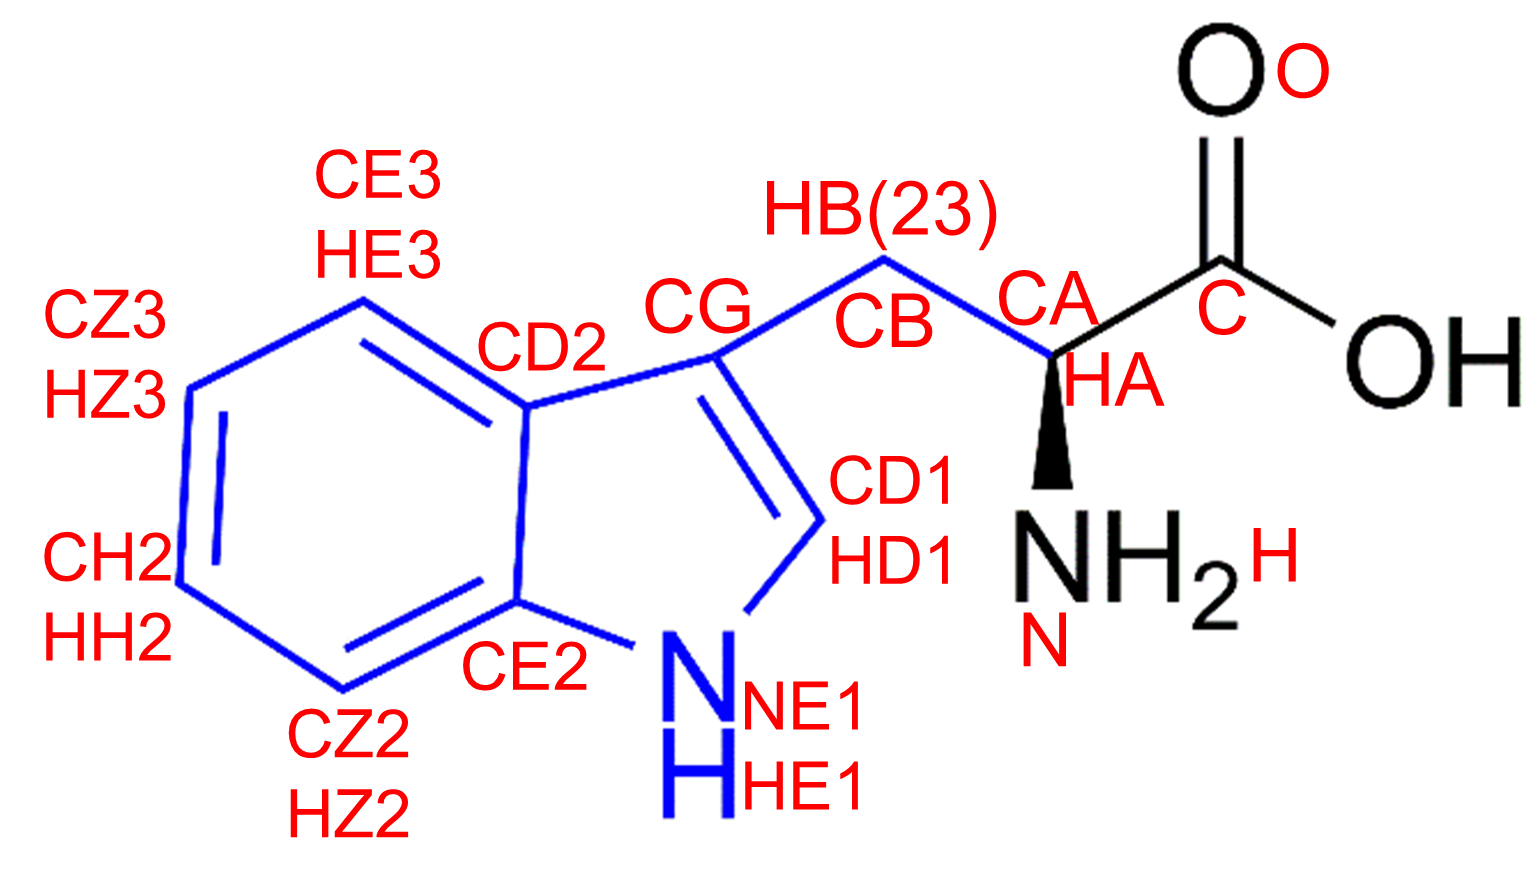 O O
CE3
HE3
HB(23)
CZ3
HZ3
CG
CD2
CB
CA
C
HA
OH
CD1
HD1
CH2
HH2
NH2 H
N
CE2
N NE1
H HE1
CZ2
HZ2